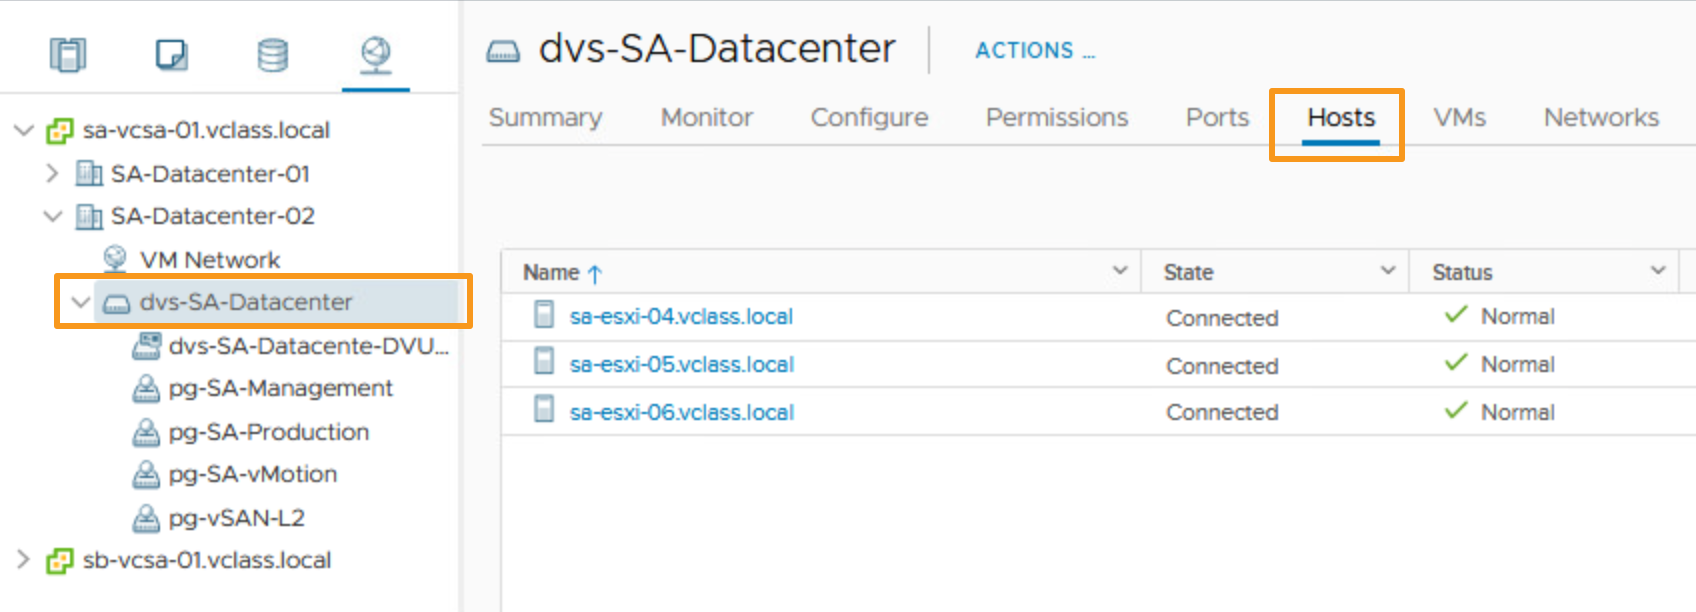 dvs-SA-Datacenter
ACTIONS ...
Summary Monitor Configure Permissions Ports Hosts VMs Networks
sa-vcsa-01.vclass.local
SA-Datacenter-01
SA-Datacenter-02
VM Network
dvs-SA-Datacenter
dvs-SA-Datacente-DVU...
pg-SA-Management
pg-SA-Production
pg-SA-vMotion
pg-vSAN-L2
sb-vcsa-01.vclass.local
Name ↑ State Status
sa-esxi-04.vclass.local Connected Normal
sa-esxi-05.vclass.local Connected Normal
sa-esxi-06.vclass.local Connected Normal